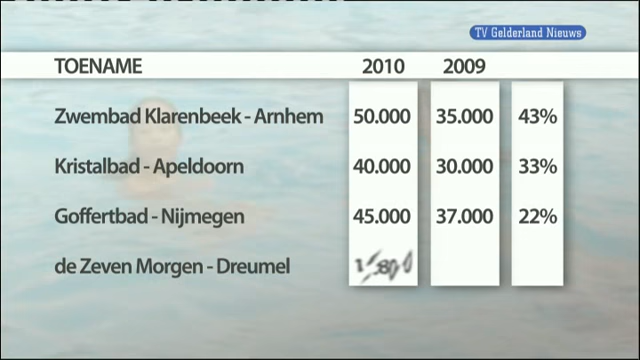 TV Gelderland Nieuws
TOENAME 2010 2009
Zwembad Klarenbeek - Arnhem 50.000 35.000 43%
Kristalbad - Apeldoorn 40.000 30.000 33%
Goffertbad - Nijmegen 45.000 37.000 22%
de Zeven Morgen - Dreumel